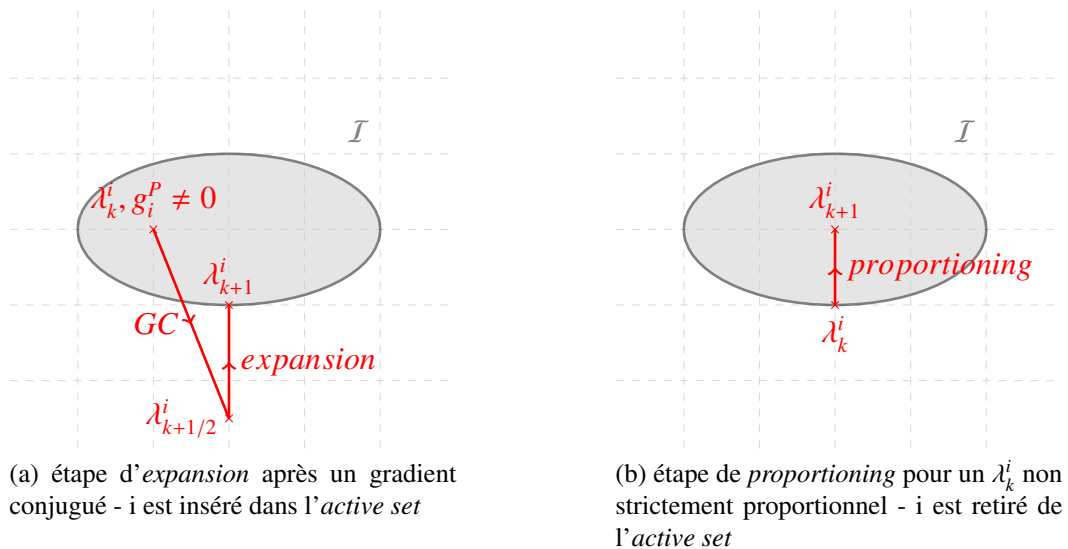 ℐ
λ_k^i, g_i^P ≠ 0
λ_{k+1}^i
GC
expansion
λ_{k+1/2}^i
(a) étape d'expansion après un gradient
conjugué - i est inséré dans l'active set
ℐ
λ_{k+1}^i
proportioning
λ_k^i
(b) étape de proportioning pour un λ_k^i non
strictement proportionnel - i est retiré de
l'active set